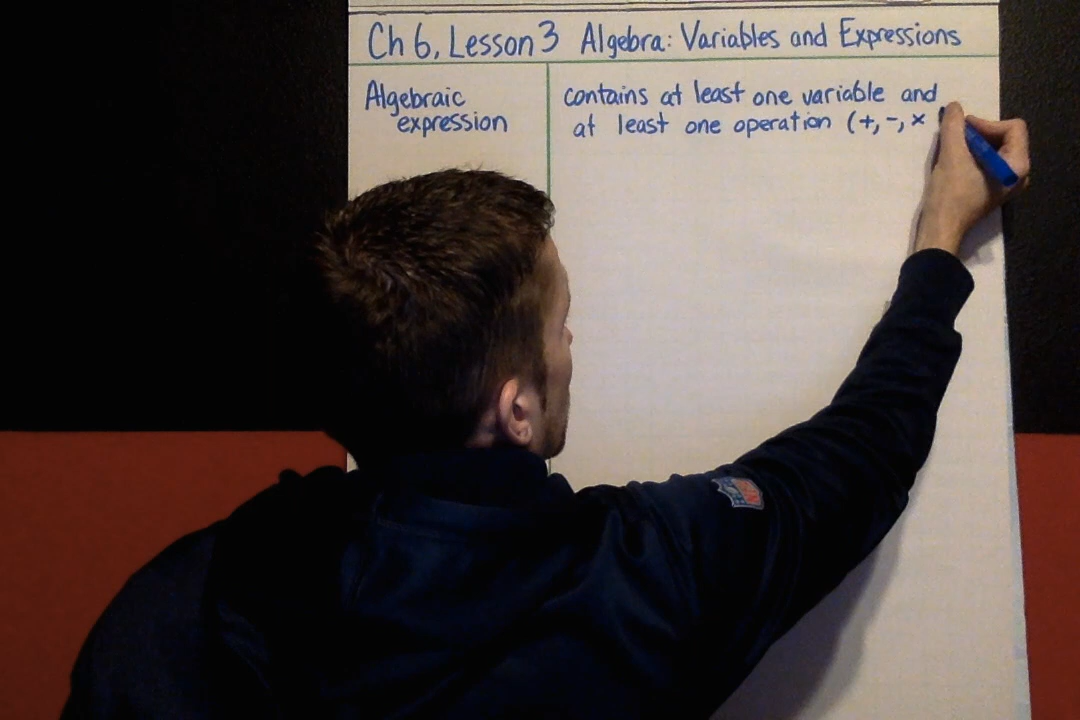 Ch 6, Lesson 3 Algebra: Variables and Expressions
Algebraic
expression
contains at least one variable and
at least one operation (+, -, ×